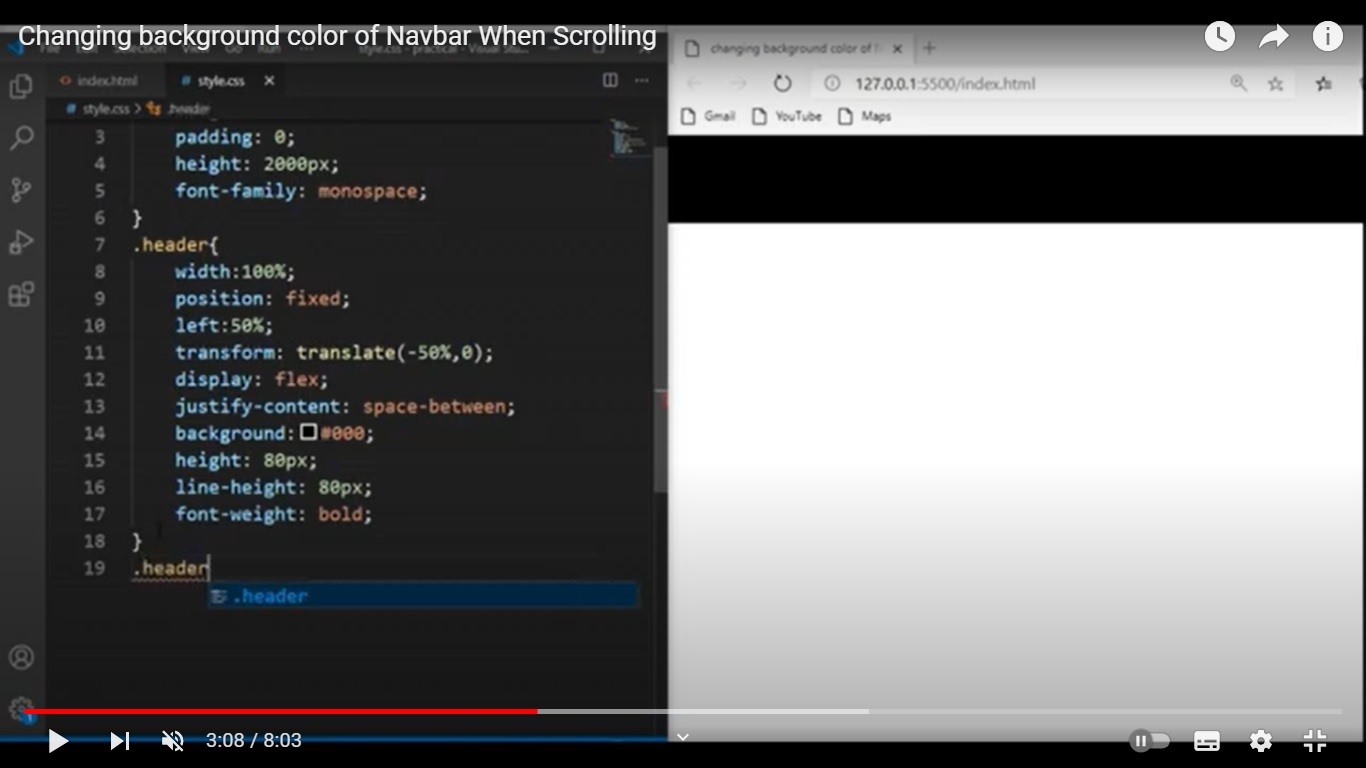 Changing background color of Navbar When Scrolling
index.html
style.css
style.css > .header
3 padding: 0;
4 height: 2000px;
5 font-family: monospace;
6 }
7 .header{
8 width:100%;
9 position: fixed;
10 left:50%;
11 transform: translate(-50%,0);
12 display: flex;
13 justify-content: space-between;
14 background: #000;
15 height: 80px;
16 line-height: 80px;
17 font-weight: bold;
18 }
19 .header
.header
changing background color of
127.0.0.1:5500/index.html
Gmail YouTube Maps
3:08 / 8:03